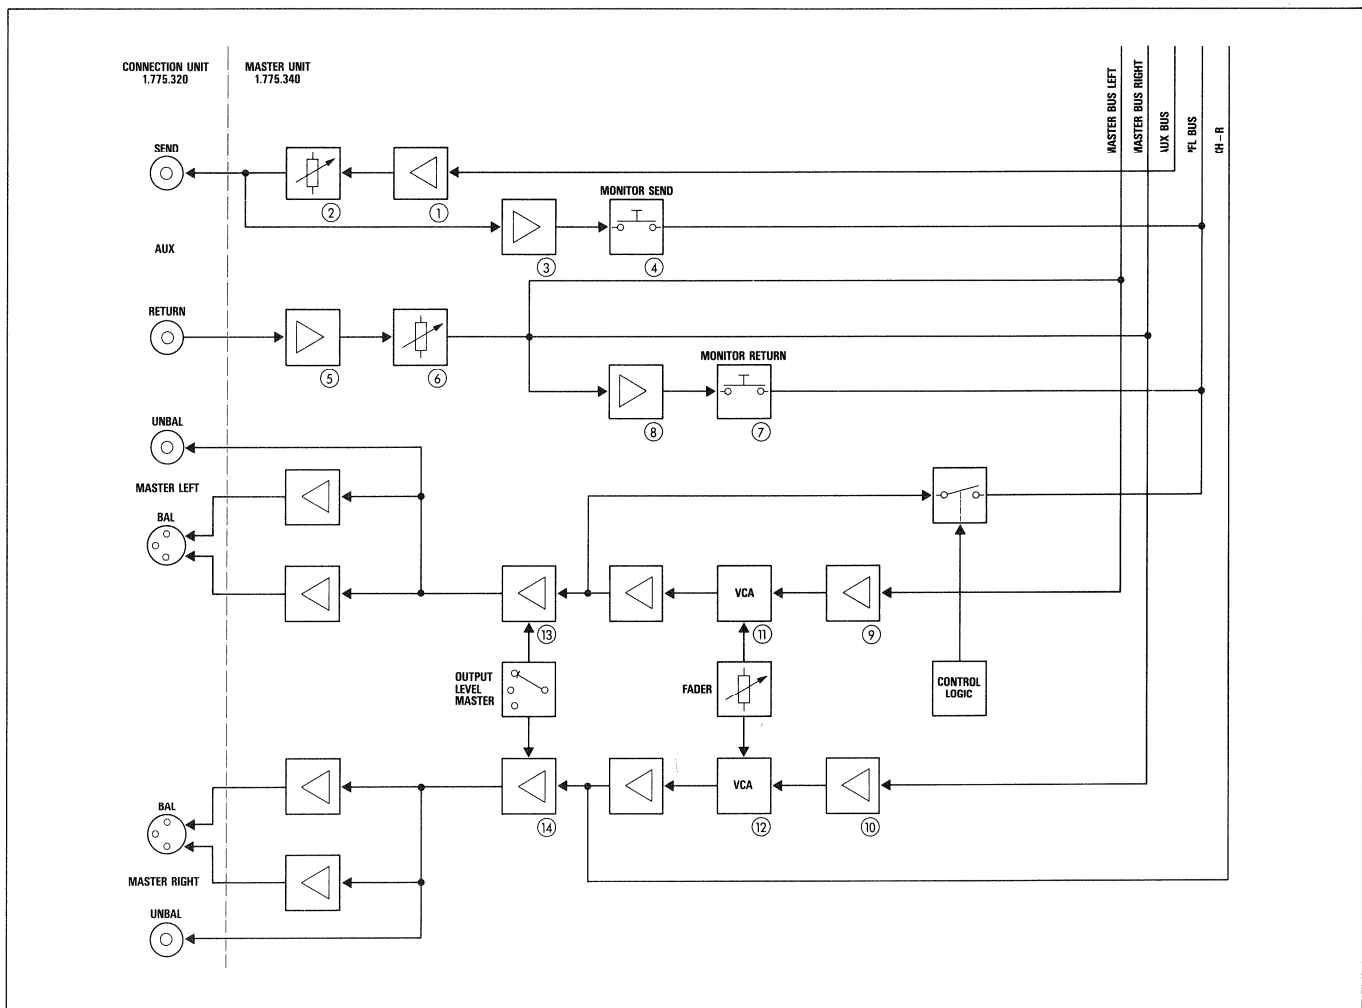 CONNECTION UNIT
1.775.320
MASTER UNIT
1.775.340
MASTER BUS LEFT
MASTER BUS RIGHT
AUX BUS
PFL BUS
CH – R
SEND
2
1
MONITOR SEND
3
4
AUX
RETURN
5
6
MONITOR RETURN
8
7
UNBAL
MASTER LEFT
BAL
VCA
13
11
9
OUTPUT
LEVEL
MASTER
FADER
CONTROL
LOGIC
BAL
VCA
14
12
10
MASTER RIGHT
UNBAL